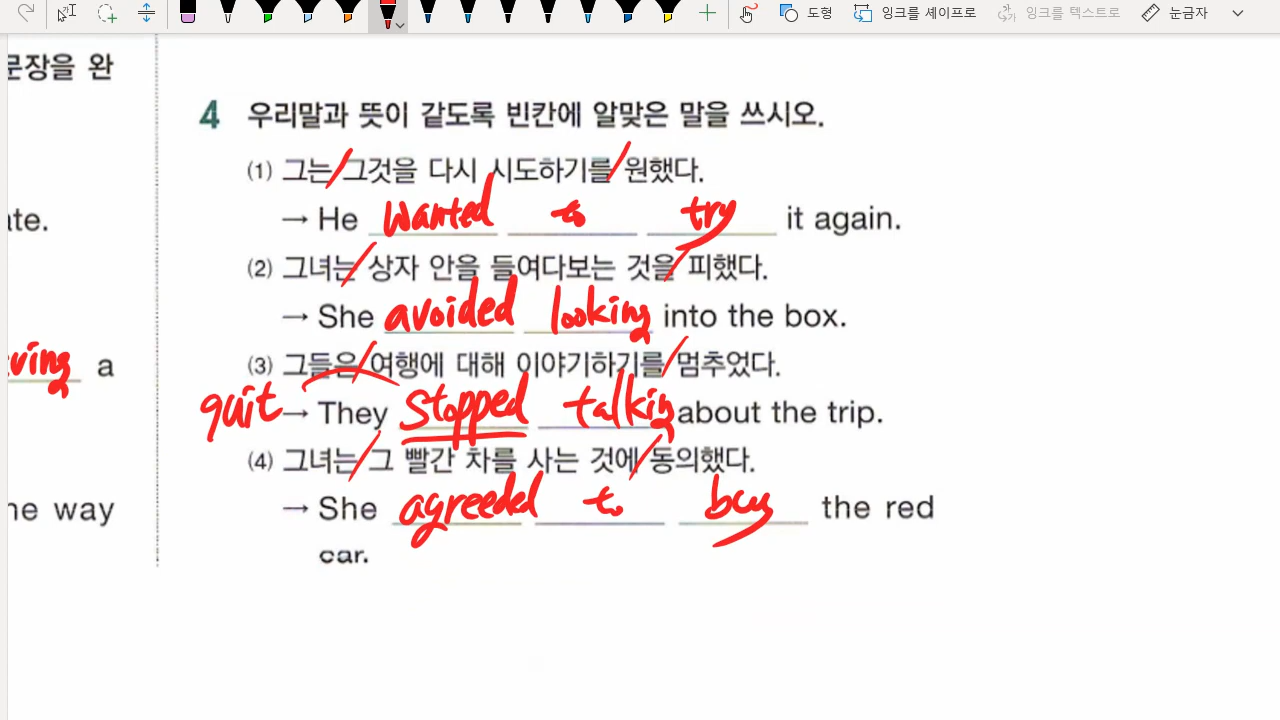 도형 잉크를 셰이프로 잉크를 텍스트로 눈금자
문장을 완
ate.
ving a
he way
4 우리말과 뜻이 같도록 빈칸에 알맞은 말을 쓰시오.
(1) 그는/그것을 다시 시도하기를/원했다.
→ He wanted to try it again.
(2) 그녀는/상자 안을 들여다보는 것을/피했다.
→ She avoided looking into the box.
(3) 그들은/여행에 대해 이야기하기를/멈추었다.
quit → They stopped talking about the trip.
(4) 그녀는/그 빨간 차를 사는 것에/동의했다.
→ She agreeded to buy the red
car.